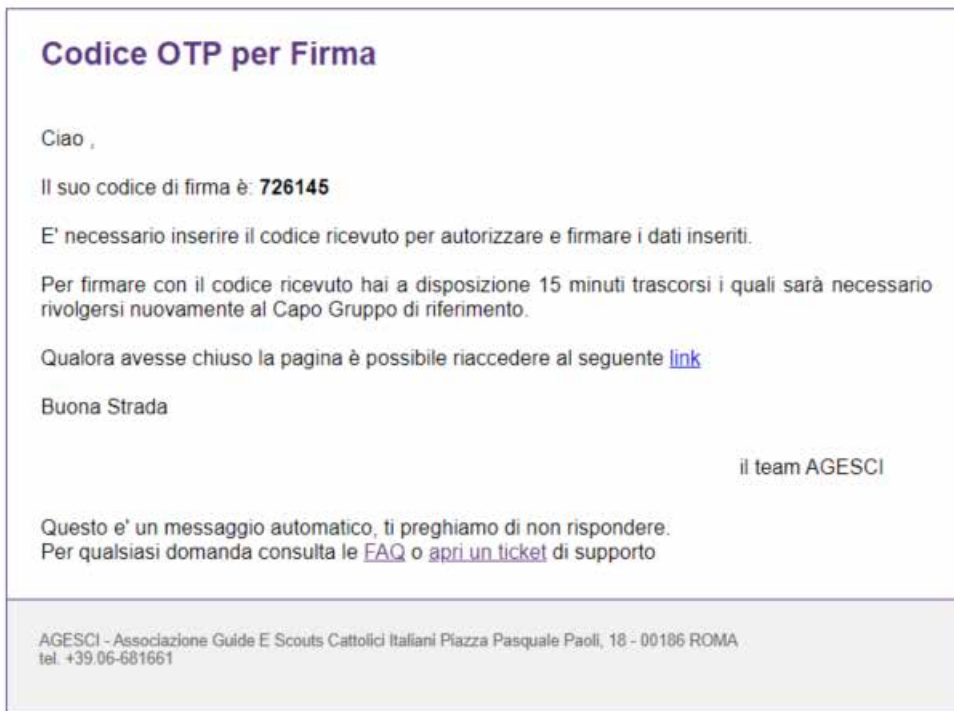 Codice OTP per Firma
Ciao ,
Il suo codice di firma è: 726145
E' necessario inserire il codice ricevuto per autorizzare e firmare i dati inseriti.
Per firmare con il codice ricevuto hai a disposizione 15 minuti trascorsi i quali sarà necessario
rivolgersi nuovamente al Capo Gruppo di riferimento.
Qualora avesse chiuso la pagina è possibile riaccedere al seguente link
Buona Strada
il team AGESCI
Questo e' un messaggio automatico, ti preghiamo di non rispondere.
Per qualsiasi domanda consulta le FAQ o apri un ticket di supporto
AGESCI - Associazione Guide E Scouts Cattolici Italiani Piazza Pasquale Paoli, 18 - 00186 ROMA
tel. +39.06-681661